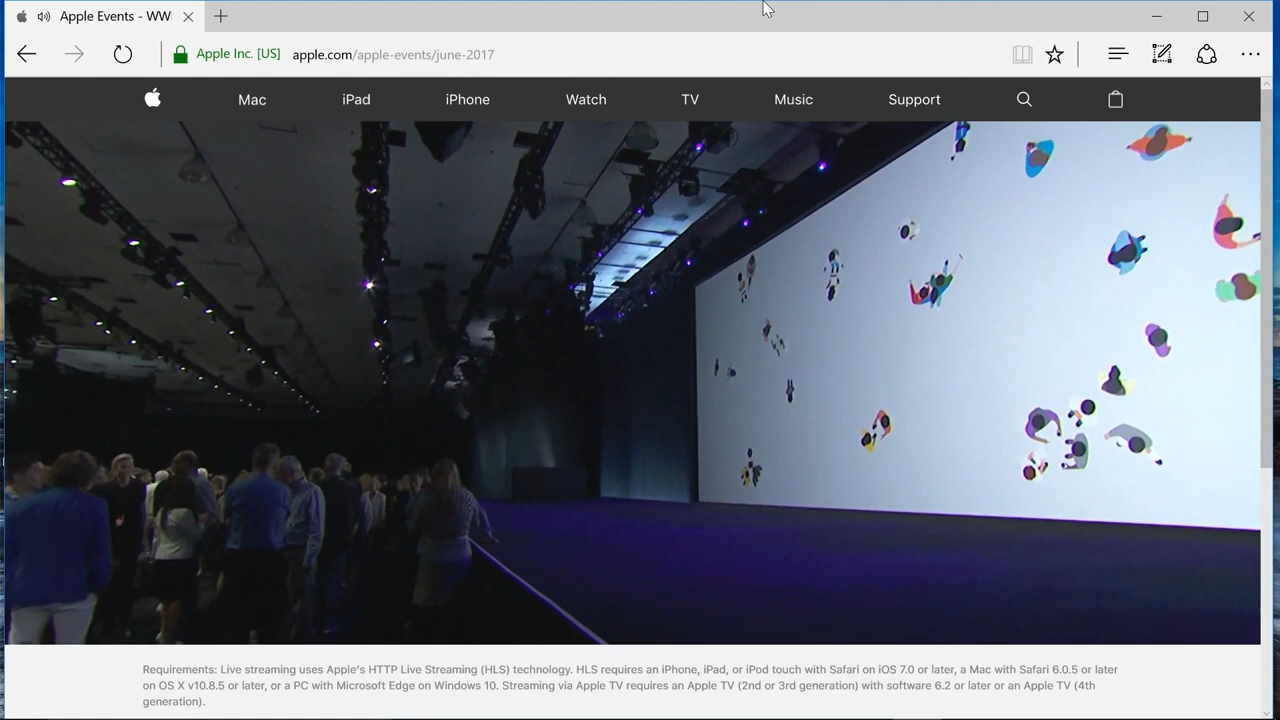 Apple Events - WW
Apple Inc. [US] apple.com/apple-events/june-2017
Mac iPad iPhone Watch TV Music Support
Requirements: Live streaming uses Apple's HTTP Live Streaming (HLS) technology. HLS requires an iPhone, iPad, or iPod touch with Safari on iOS 7.0 or later, a Mac with Safari 6.0.5 or later
on OS X v10.8.5 or later, or a PC with Microsoft Edge on Windows 10. Streaming via Apple TV requires an Apple TV (2nd or 3rd generation) with software 6.2 or later or an Apple TV (4th
generation).